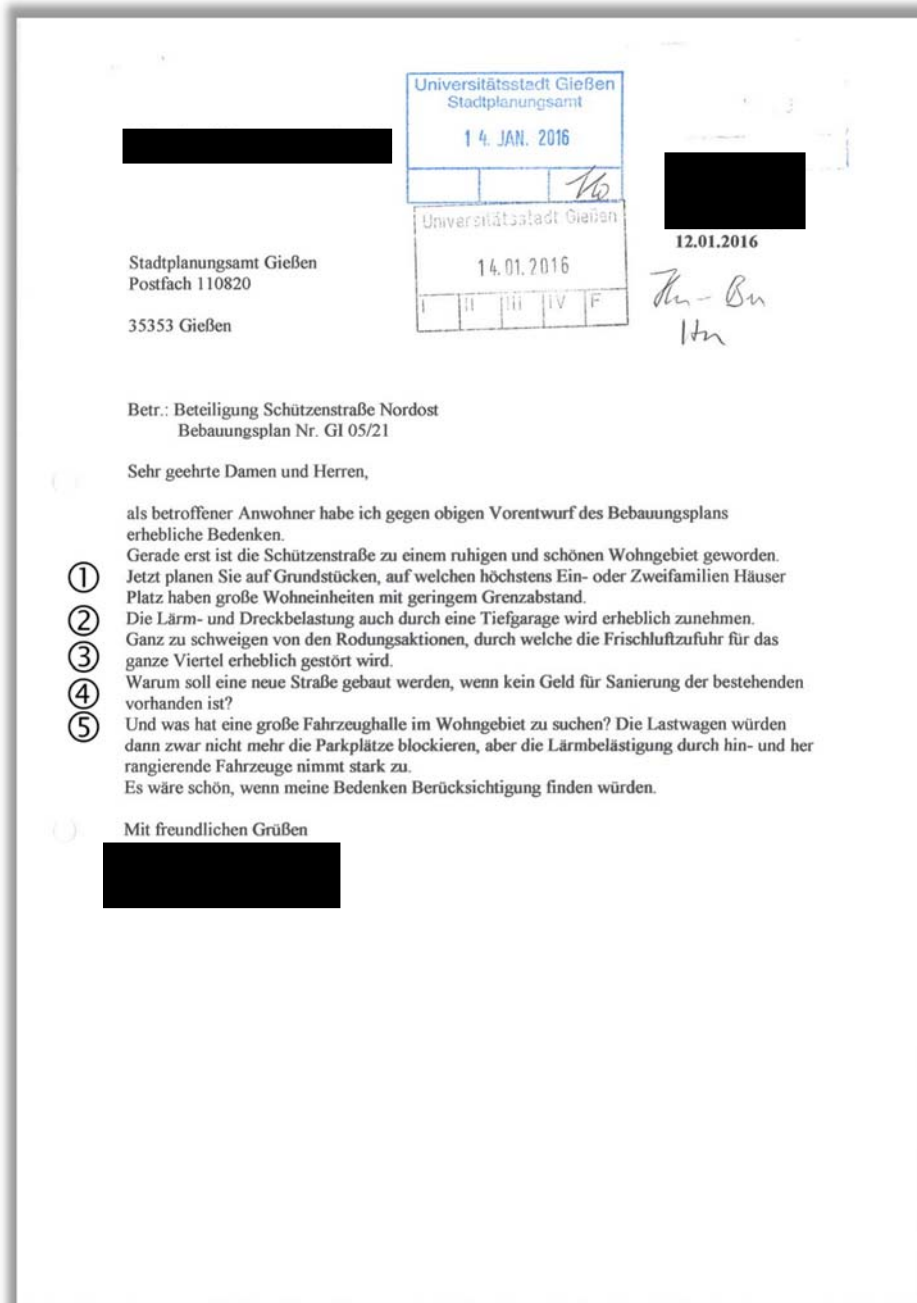 Universitätsstadt Gießen
Stadtplanungsamt
14. JAN. 2016
Universitätsstadt Gießen
14.01.2016
I II III IV F
12.01.2016
Stadtplanungsamt Gießen
Postfach 110820
35353 Gießen
Betr.: Beteiligung Schützenstraße Nordost
Bebauungsplan Nr. GI 05/21
Sehr geehrte Damen und Herren,
als betroffener Anwohner habe ich gegen obigen Vorentwurf des Bebauungsplans
erhebliche Bedenken.
Gerade erst ist die Schützenstraße zu einem ruhigen und schönen Wohngebiet geworden.
① Jetzt planen Sie auf Grundstücken, auf welchen höchstens Ein- oder Zweifamilien Häuser
Platz haben große Wohneinheiten mit geringem Grenzabstand.
② Die Lärm- und Dreckbelastung auch durch eine Tiefgarage wird erheblich zunehmen.
Ganz zu schweigen von den Rodungsaktionen, durch welche die Frischluftzufuhr für das
③ ganze Viertel erheblich gestört wird.
④ Warum soll eine neue Straße gebaut werden, wenn kein Geld für Sanierung der bestehenden
vorhanden ist?
⑤ Und was hat eine große Fahrzeughalle im Wohngebiet zu suchen? Die Lastwagen würden
dann zwar nicht mehr die Parkplätze blockieren, aber die Lärmbelästigung durch hin- und her
rangierende Fahrzeuge nimmt stark zu.
Es wäre schön, wenn meine Bedenken Berücksichtigung finden würden.
Mit freundlichen Grüßen